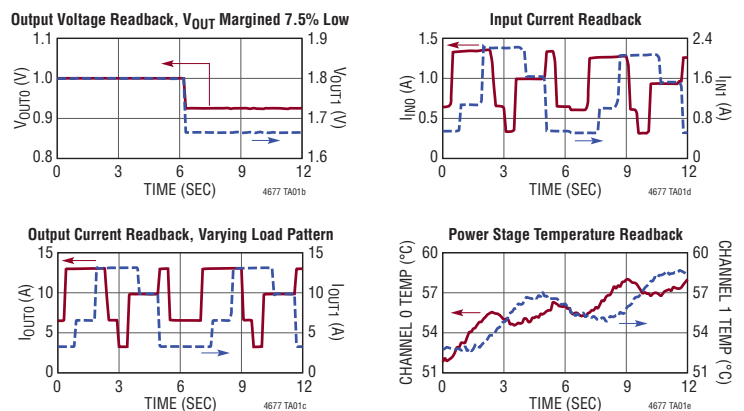 Output Voltage Readback, VOUT Margined 7.5% Low
1.1
1.0
0.9
0.8
VOUT0 (V)
1.9
1.8
1.7
1.6
VOUT1 (V)
0
3
6
9
12
TIME (SEC)
4677 TA01b
Input Current Readback
1.5
1.0
0.5
0
IIN0 (A)
2.4
1.6
0.8
0
IIN1 (A)
0
3
6
9
12
TIME (SEC)
4677 TA01d
Output Current Readback, Varying Load Pattern
15
10
5
0
IOUT0 (A)
15
10
5
0
IOUT1 (A)
0
3
6
9
12
TIME (SEC)
4677 TA01c
Power Stage Temperature Readback
60
57
54
51
CHANNEL 0 TEMP (°C)
60
57
55
51
CHANNEL 1 TEMP (°C)
0
3
6
9
12
TIME (SEC)
4677 TA01e